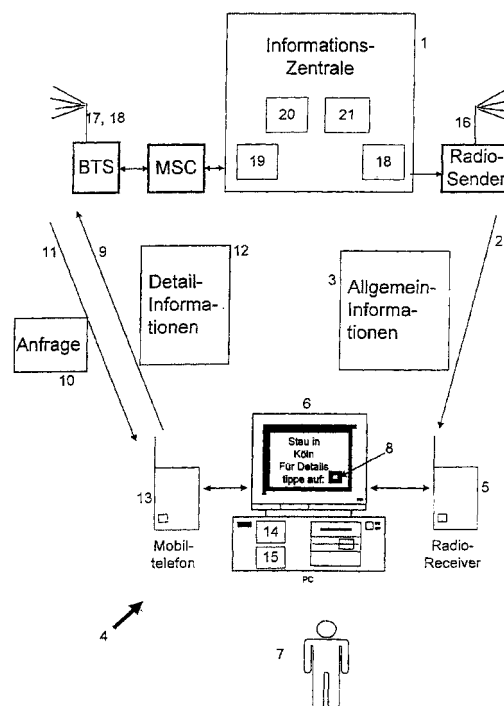 Informations-
Zentrale
1
20
21
19
18
17, 18
BTS
MSC
16
Radio-
Sender
11
9
12
Detail-
Informa-
tionen
3
Allgemein-
Informa-
tionen
2
Anfrage
10
6
Stau in
Köln
Für Details
tippe auf:
8
13
Mobil-
telefon
14
15
PC
5
Radio-
Receiver
4
7